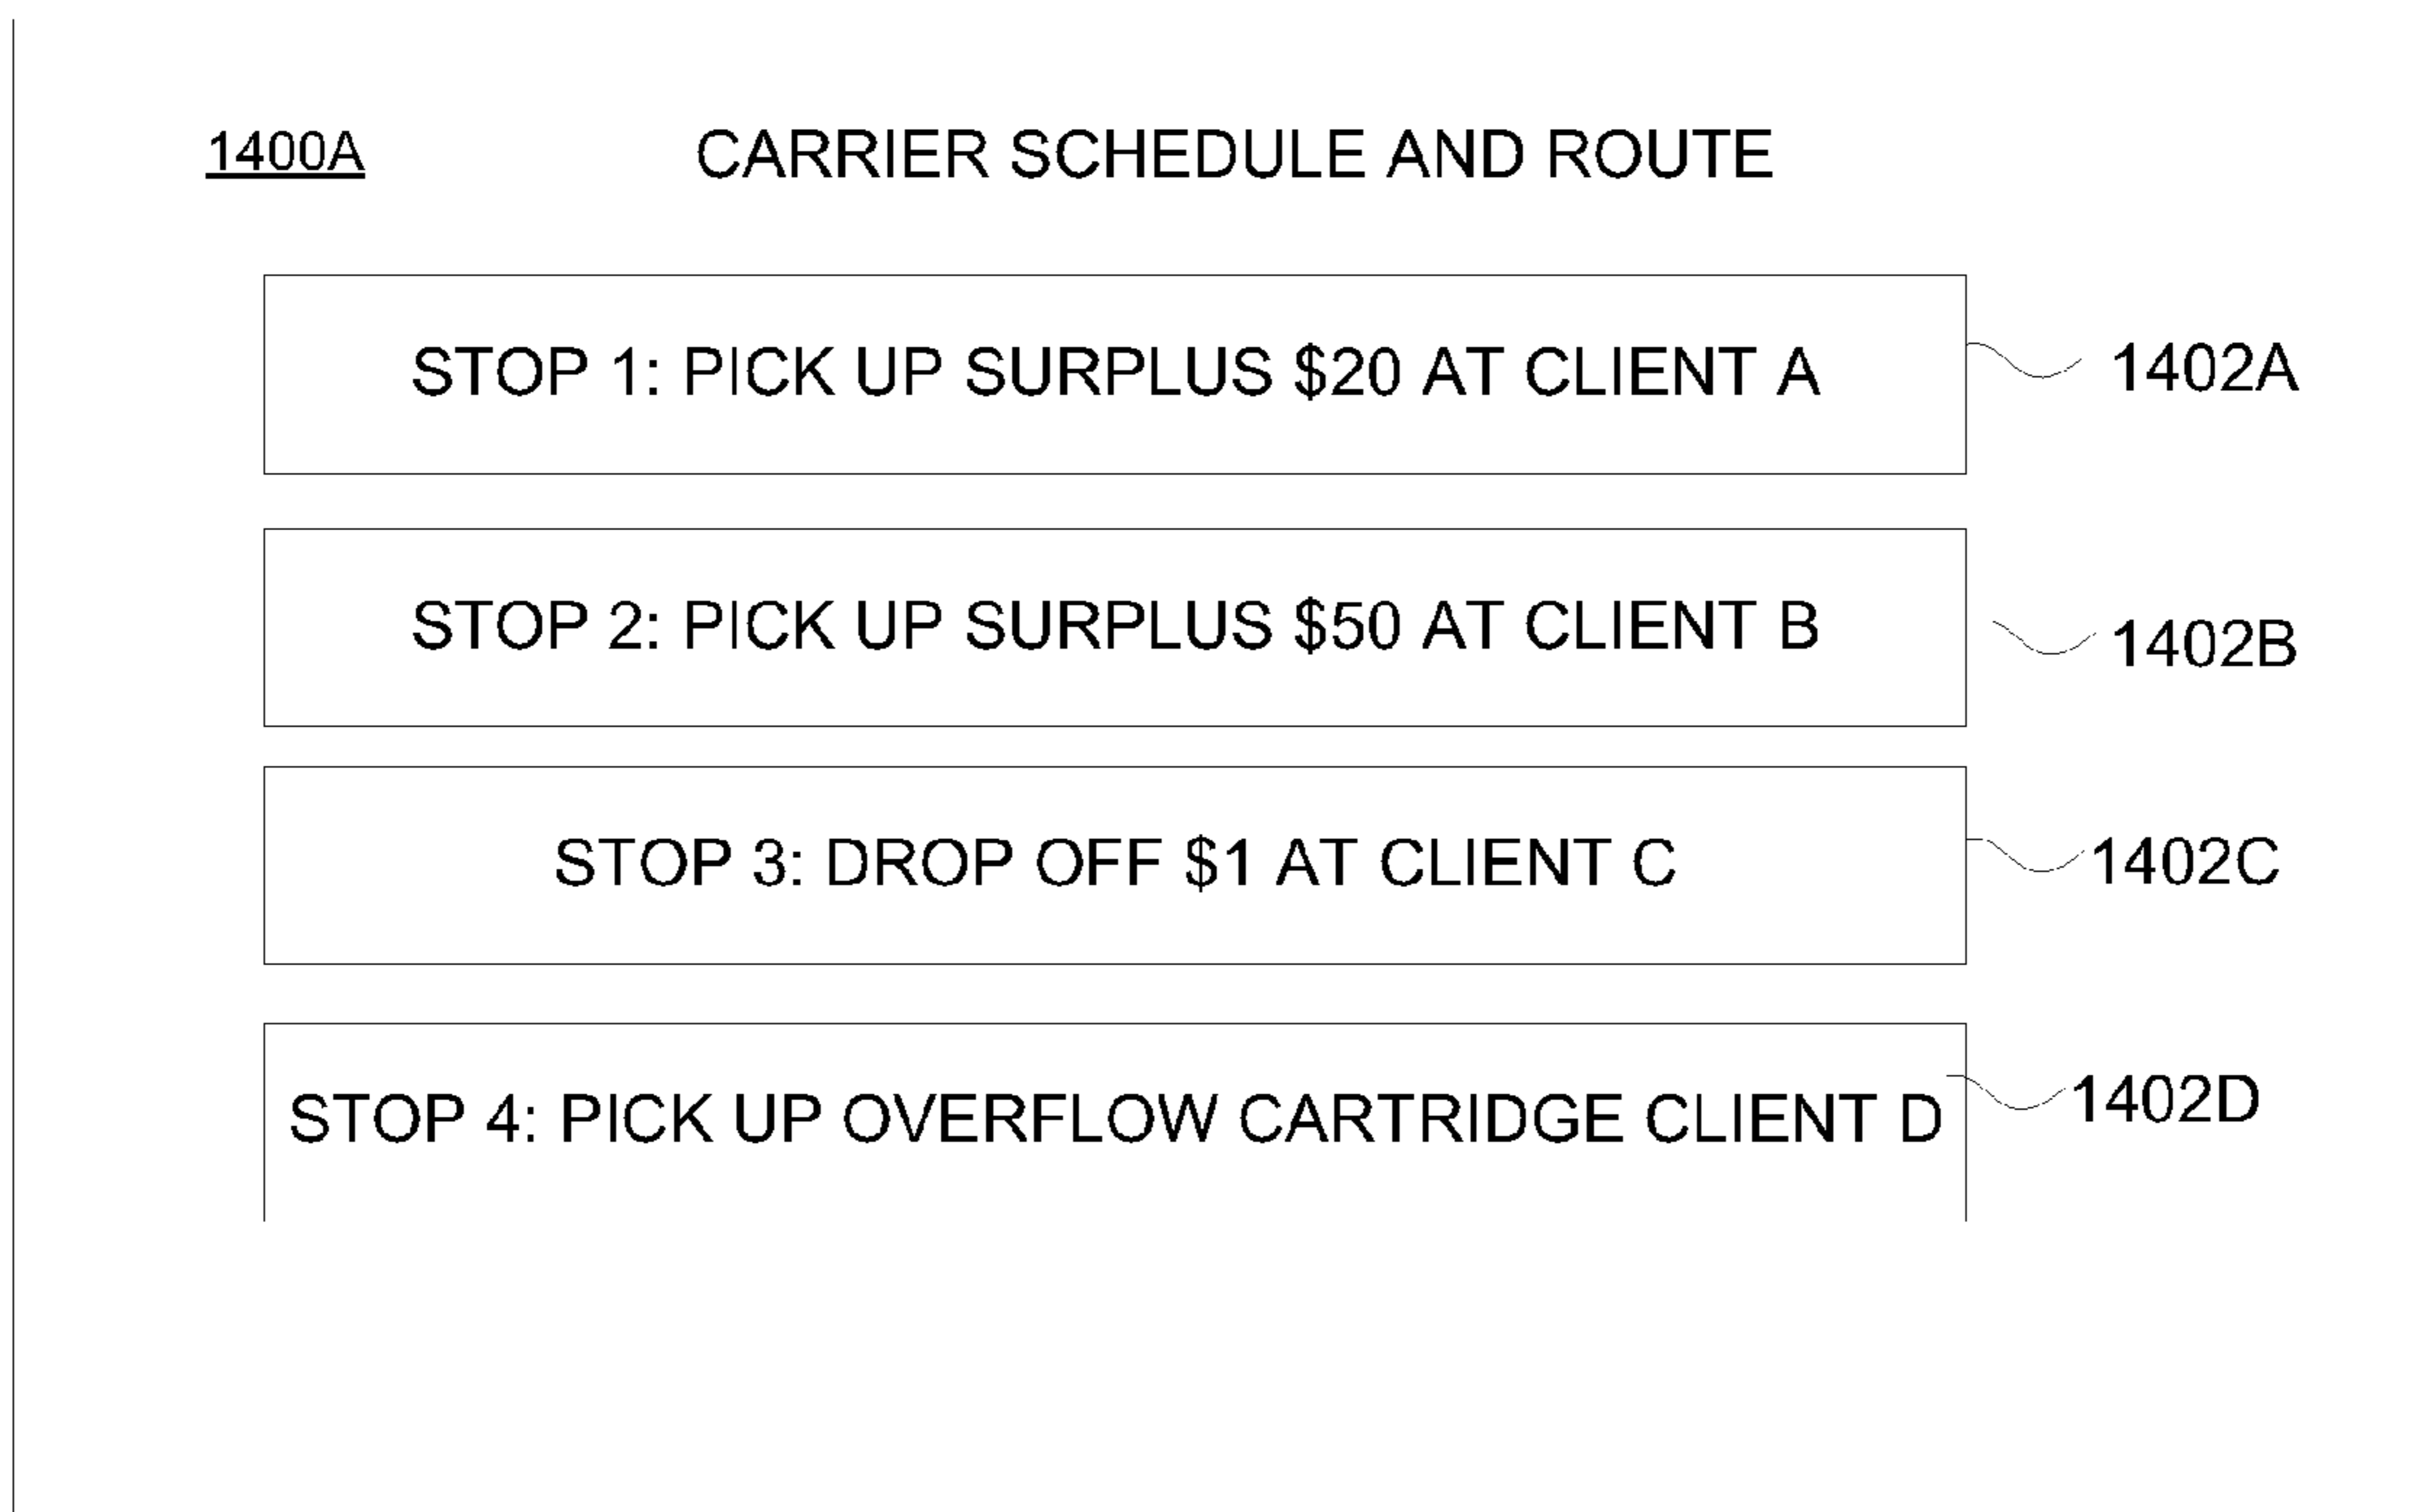 1400A
CARRIER SCHEDULE AND ROUTE
STOP 1: PICK UP SURPLUS $20 AT CLIENT A
1402A
STOP 2: PICK UP SURPLUS $50 AT CLIENT B
1402B
STOP 3: DROP OFF $1 AT CLIENT C
1402C
STOP 4: PICK UP OVERFLOW CARTRIDGE CLIENT D
1402D